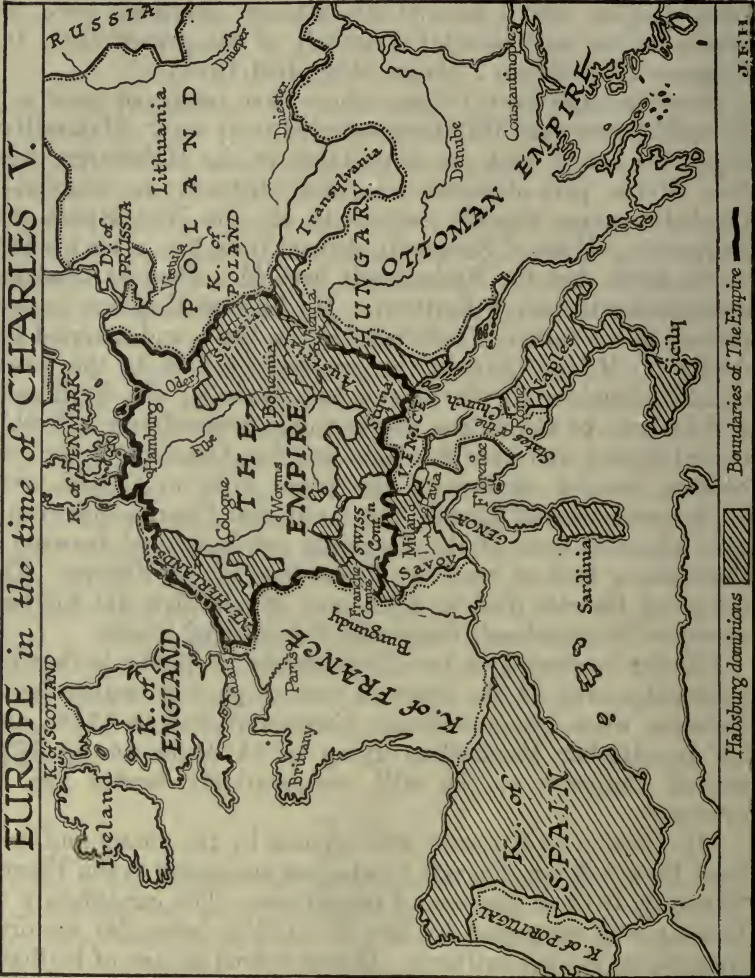 EUROPE in the time of CHARLES V.
K. of SCOTLAND
Ireland
K. of
ENGLAND
Calais
K. of DENMARK
Hamburg
Elbe
Oder
NETHERLANDS
Cologne
Worms
THE
EMPIRE
Bohemia
Silesia
Moravia
Austria
Styria
DY of
PRUSSIA
Vistula
Lithuania
POLAND
K. of
POLAND
RUSSIA
Dnieper
Dniester
Transylvania
HUNGARY
Danube
OTTOMAN EMPIRE
Constantinople
Paris
Brittany
K. of FRANCE
Burgundy
Franche
Comté
SWISS
Conf'n
Savoy
Milan
Pavia
VENICE
GENOA
Florence
States of the Church
Rome
Naples
Sicily
Sardinia
K. of
SPAIN
K. of PORTUGAL
Habsburg dominions
Boundaries of The Empire
J.F.H.